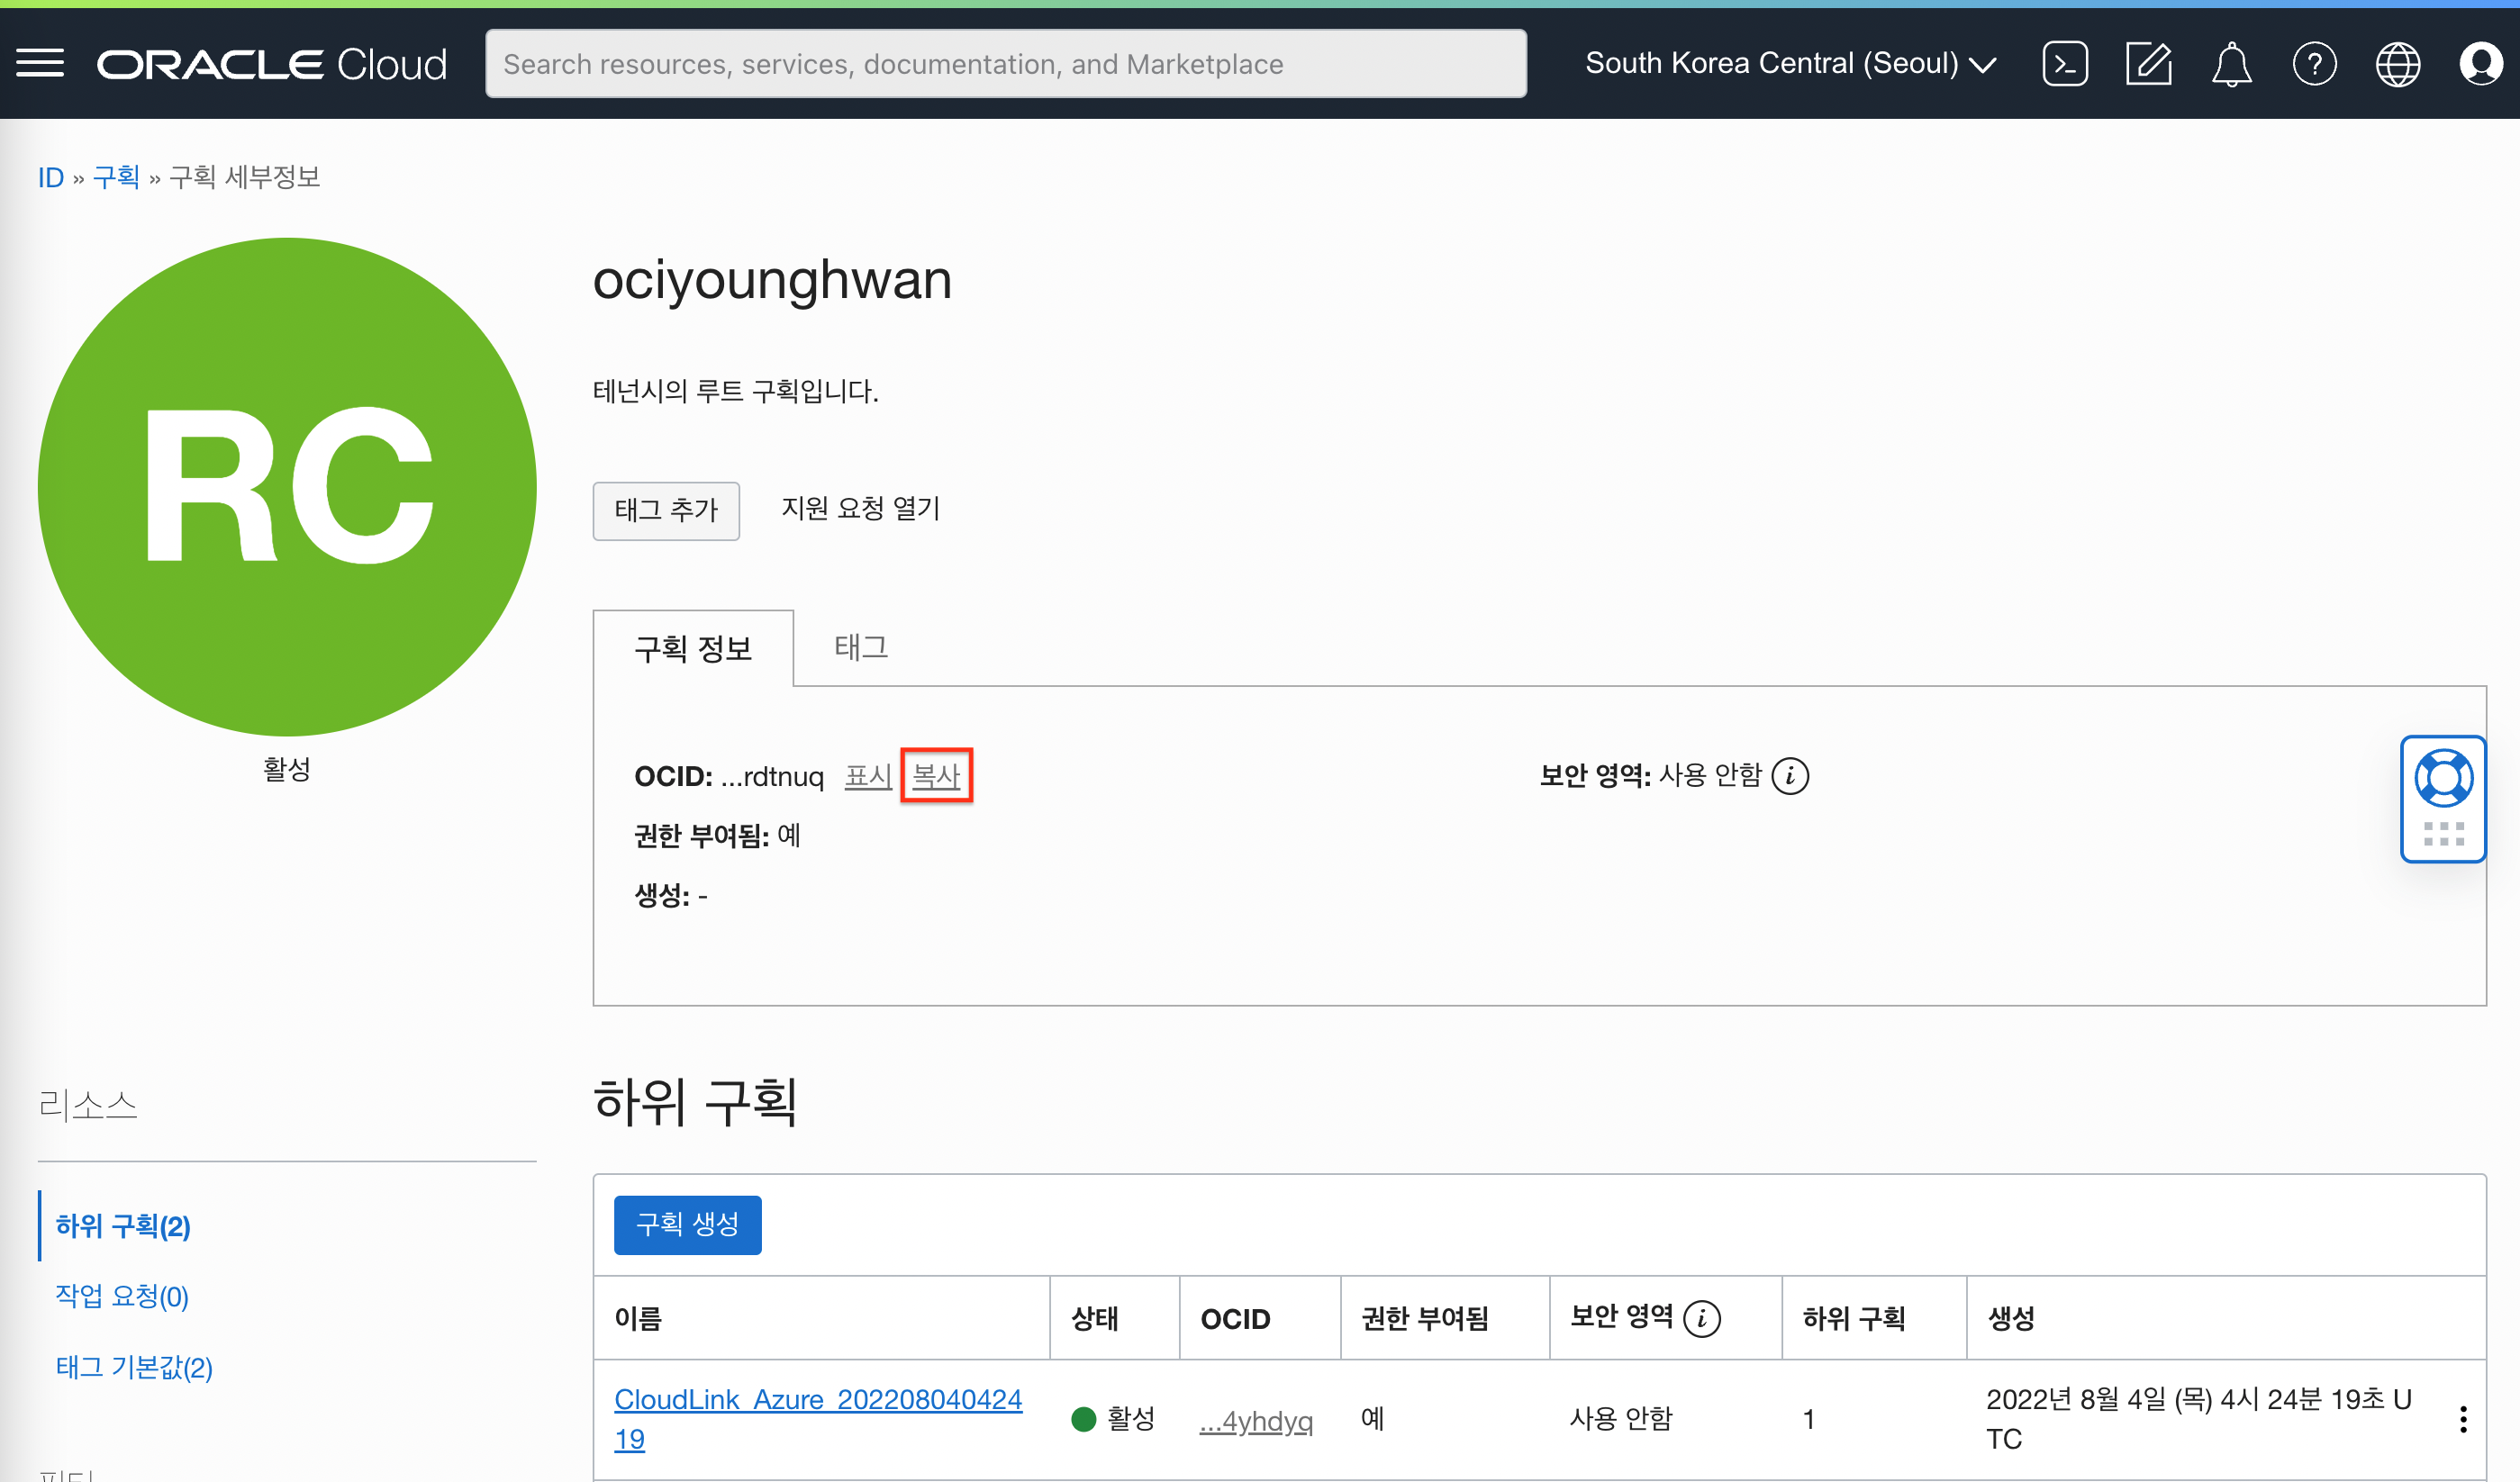 ORACLE Cloud
Search resources, services, documentation, and Marketplace
South Korea Central (Seoul)
ID » 구획 » 구획 세부정보
RC
활성
ociyounghwan
테넌시의 루트 구획입니다.
태그 추가
지원 요청 열기
구획 정보
태그
OCID: ...rdtnuq 표시 복사
보안 영역: 사용 안함 i
권한 부여됨: 예
생성: -
리소스
하위 구획(2)
작업 요청(0)
태그 기본값(2)
하위 구획
구획 생성
이름 상태 OCID 권한 부여됨 보안 영역 i 하위 구획 생성
CloudLink_Azure_202208040424
19
활성
...4yhdyq
예
사용 안함
1
2022년 8월 4일 (목) 4시 24분 19초 U
TC